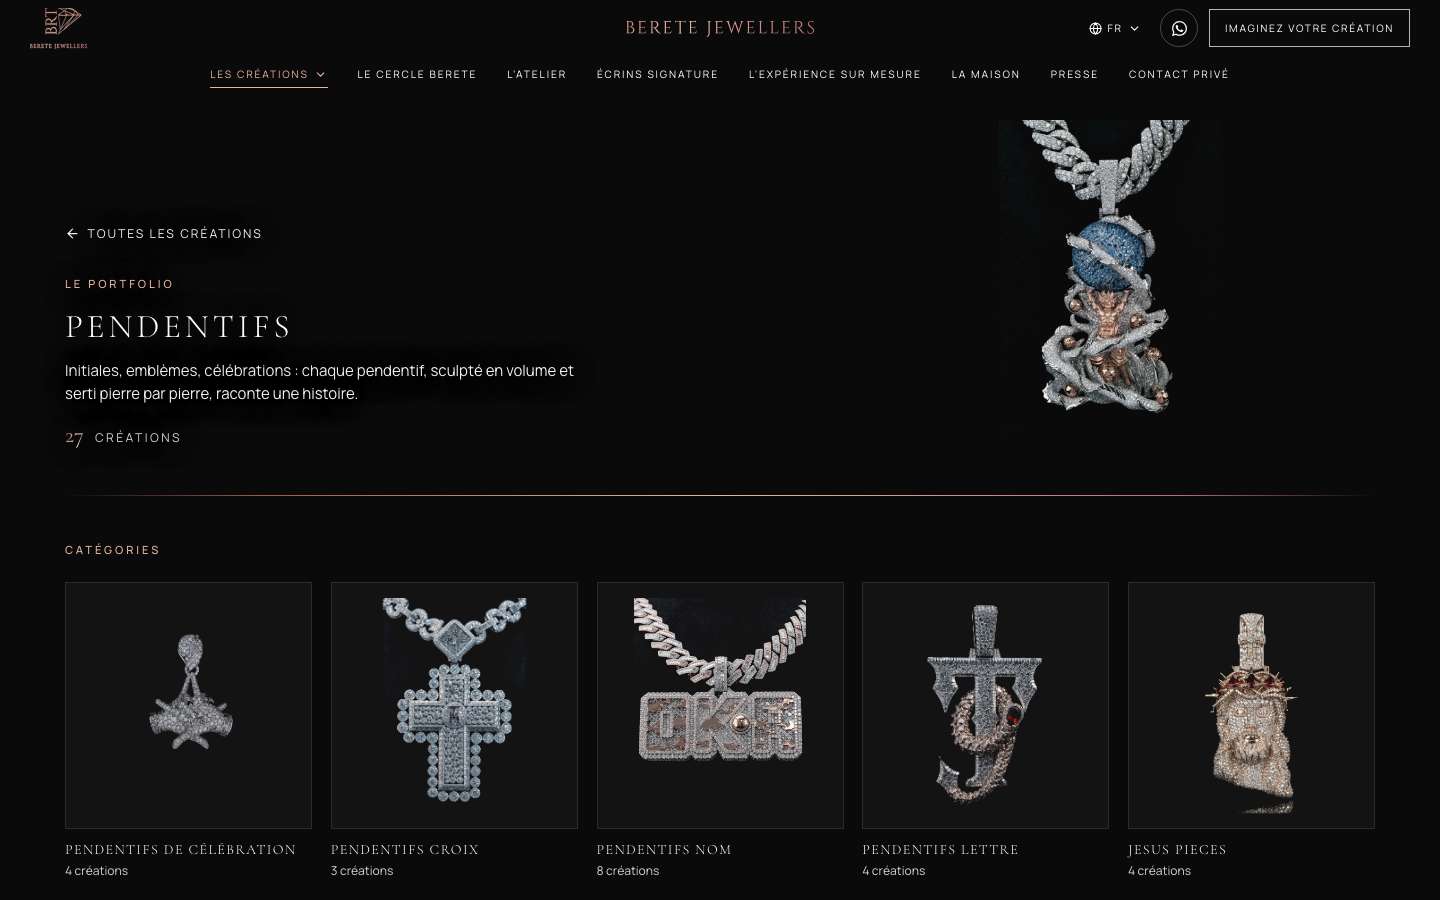 BRT
BERETE JEWELLERS
BERETE JEWELLERS
FR
IMAGINEZ VOTRE CRÉATION
LES CRÉATIONS
LE CERCLE BERETE
L'ATELIER
ÉCRINS SIGNATURE
L'EXPÉRIENCE SUR MESURE
LA MAISON
PRESSE
CONTACT PRIVÉ
TOUTES LES CRÉATIONS
LE PORTFOLIO
PENDENTIFS
Initiales, emblèmes, célébrations : chaque pendentif, sculpté en volume et
serti pierre par pierre, raconte une histoire.
27 CRÉATIONS
CATÉGORIES
PENDENTIFS DE CÉLÉBRATION
4 créations
PENDENTIFS CROIX
3 créations
PENDENTIFS NOM
8 créations
PENDENTIFS LETTRE
4 créations
JESUS PIECES
4 créations